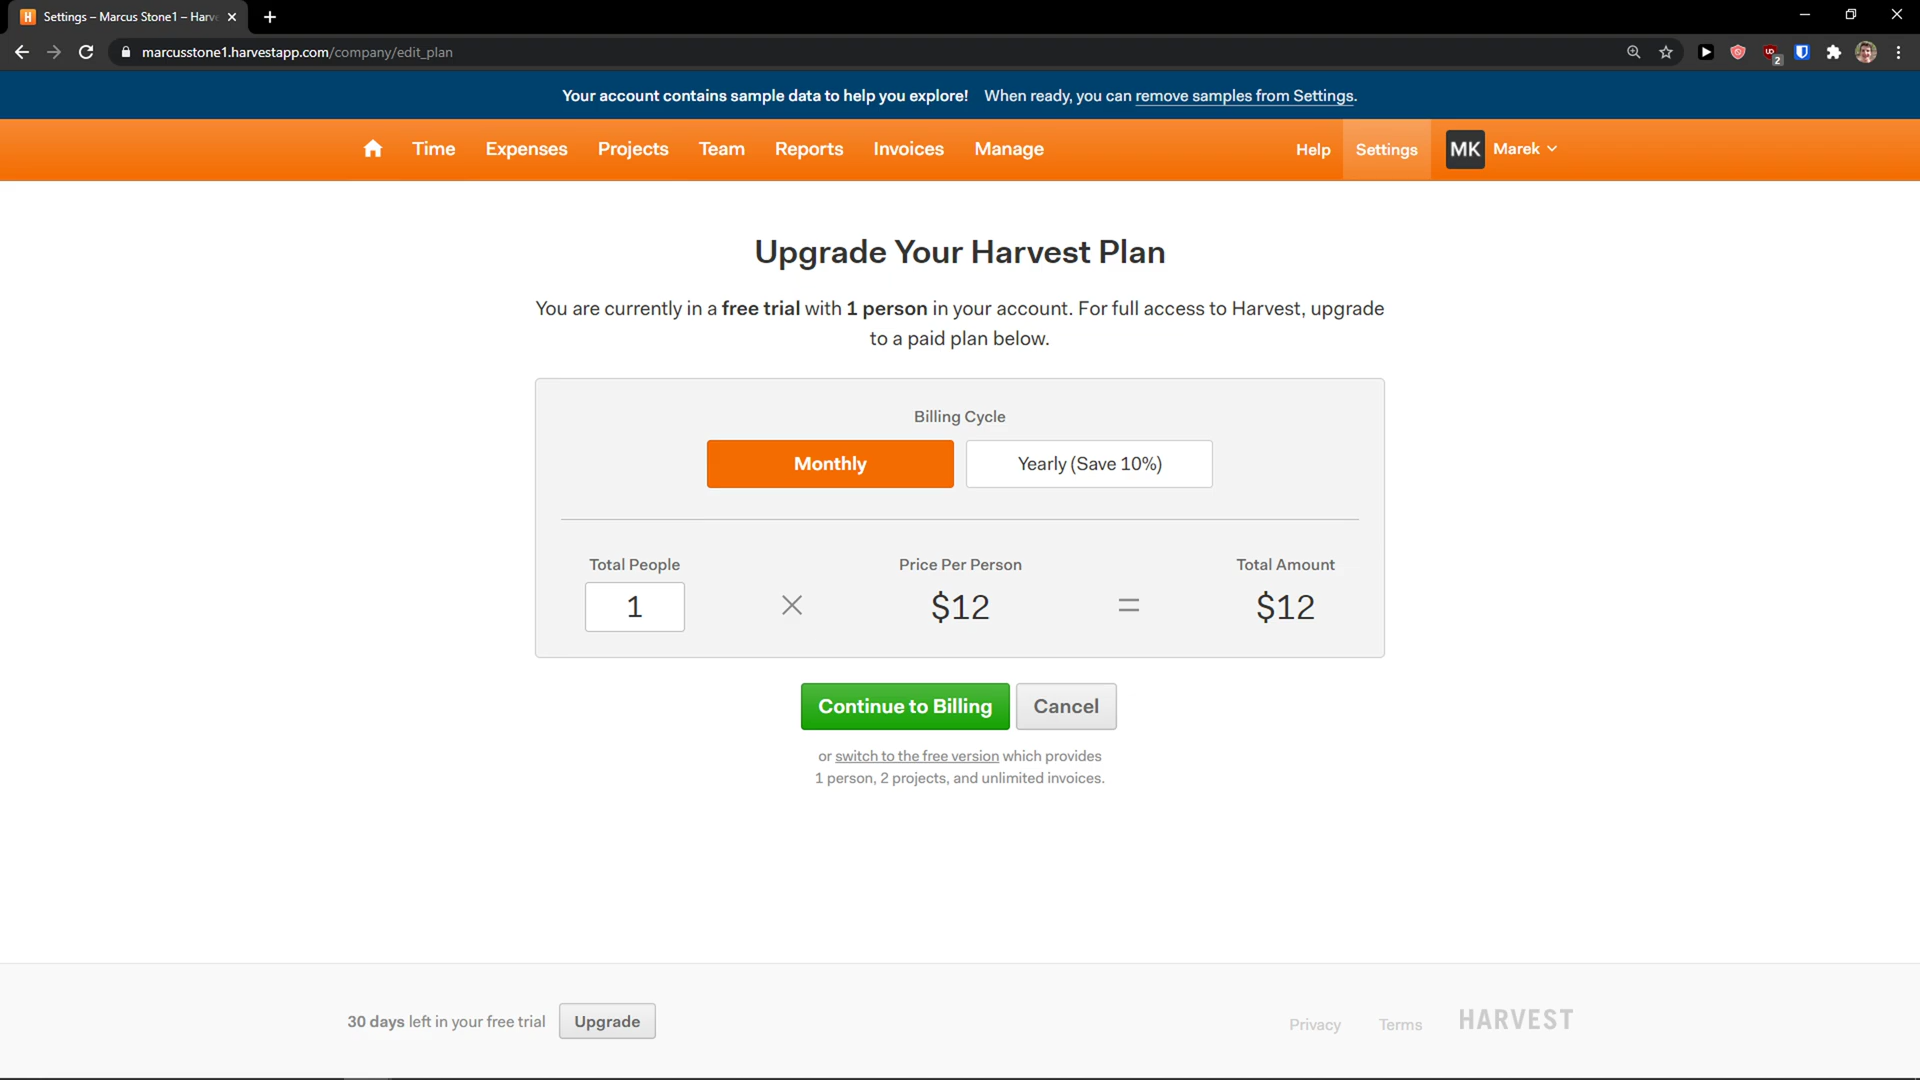 H Settings – Marcus Stone1 – Harv
marcusstone1.harvestapp.com/company/edit_plan
UD 2
Your account contains sample data to help you explore! When ready, you can remove samples from Settings.
Time Expenses Projects Team Reports Invoices Manage Help Settings MK Marek
Upgrade Your Harvest Plan
You are currently in a free trial with 1 person in your account. For full access to Harvest, upgrade
to a paid plan below.
Billing Cycle
Monthly Yearly (Save 10%)
Total People Price Per Person Total Amount
1 × $12 = $12
Continue to Billing Cancel
or switch to the free version which provides
1 person, 2 projects, and unlimited invoices.
30 days left in your free trial Upgrade Privacy Terms HARVEST